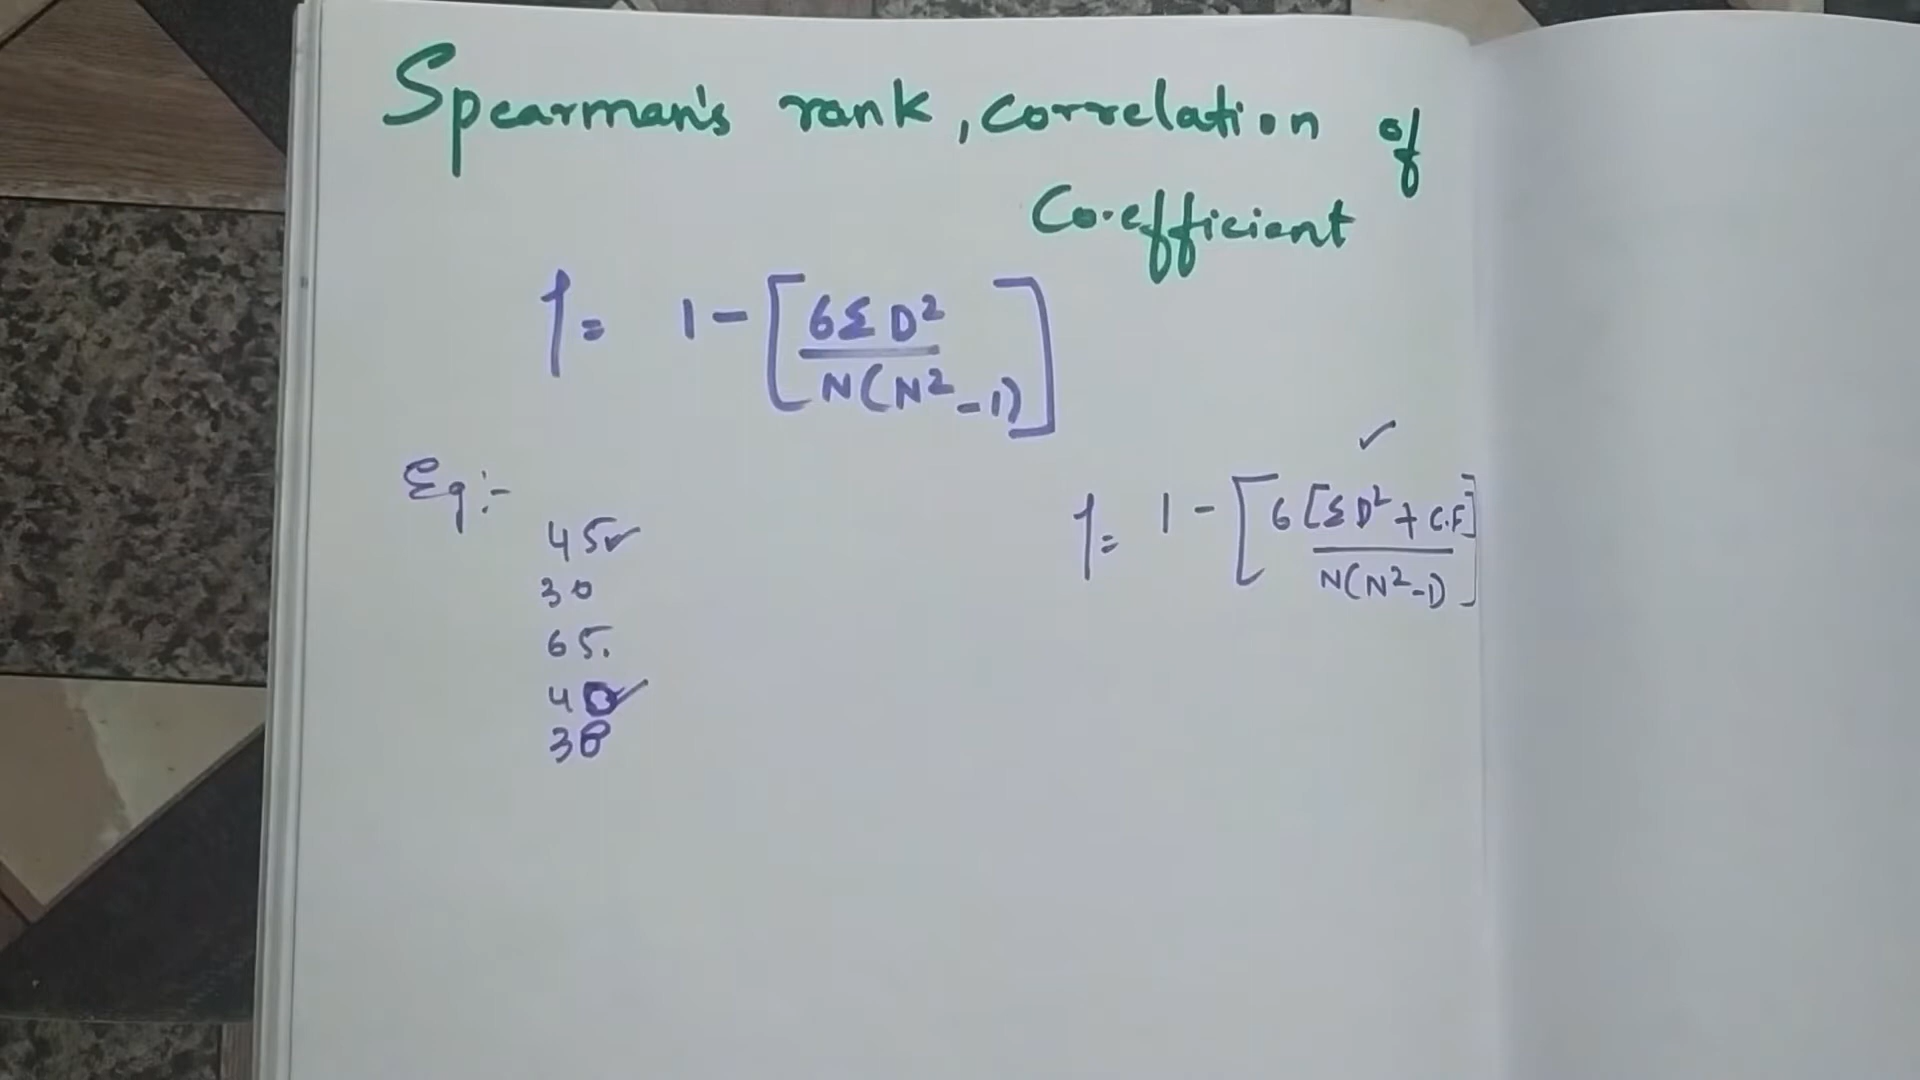 Spearman's rank, correlation of
Co-efficient
ρ = 1 - [6ΣD²
N(N² - 1)]
Eg:-
ρ = 1 - [6[ΣD² + C.F]
N(N²-1)]
45
30
65.
40
30